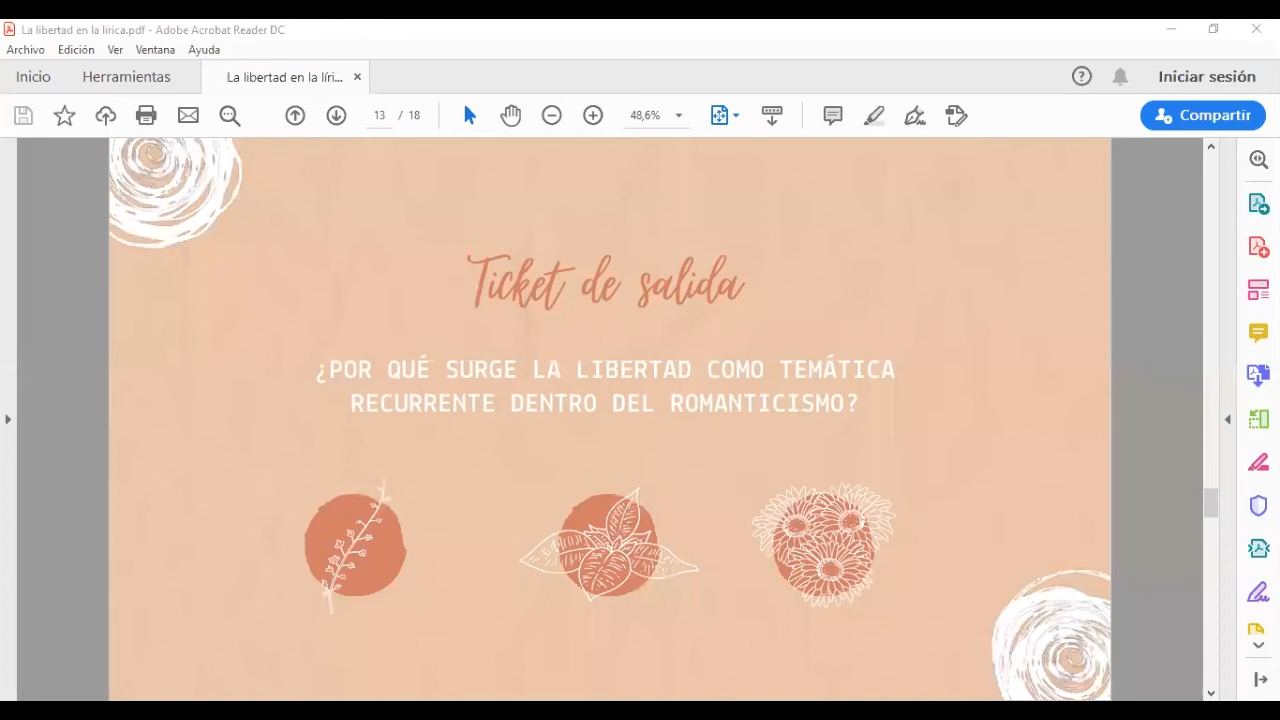 La libertad en la lírica.pdf - Adobe Acrobat Reader DC
Archivo Edición Ver Ventana Ayuda
Inicio Herramientas La libertad en la líri... × Iniciar sesión
13 / 18 48,6% Compartir
Ticket de salida
¿POR QUÉ SURGE LA LIBERTAD COMO TEMÁTICA
RECURRENTE DENTRO DEL ROMANTICISMO?